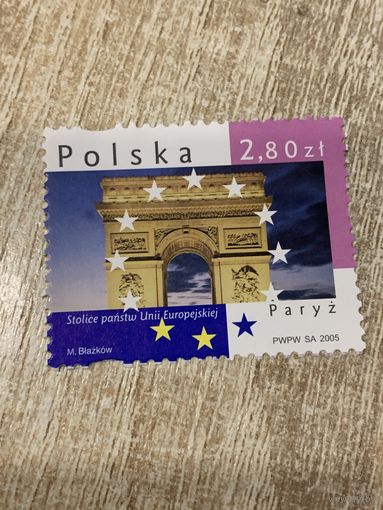 Polska 2,80 zł
Stolice państw Unii Europejskiej
Paryż
M. Błażków
PWPW SA 2005